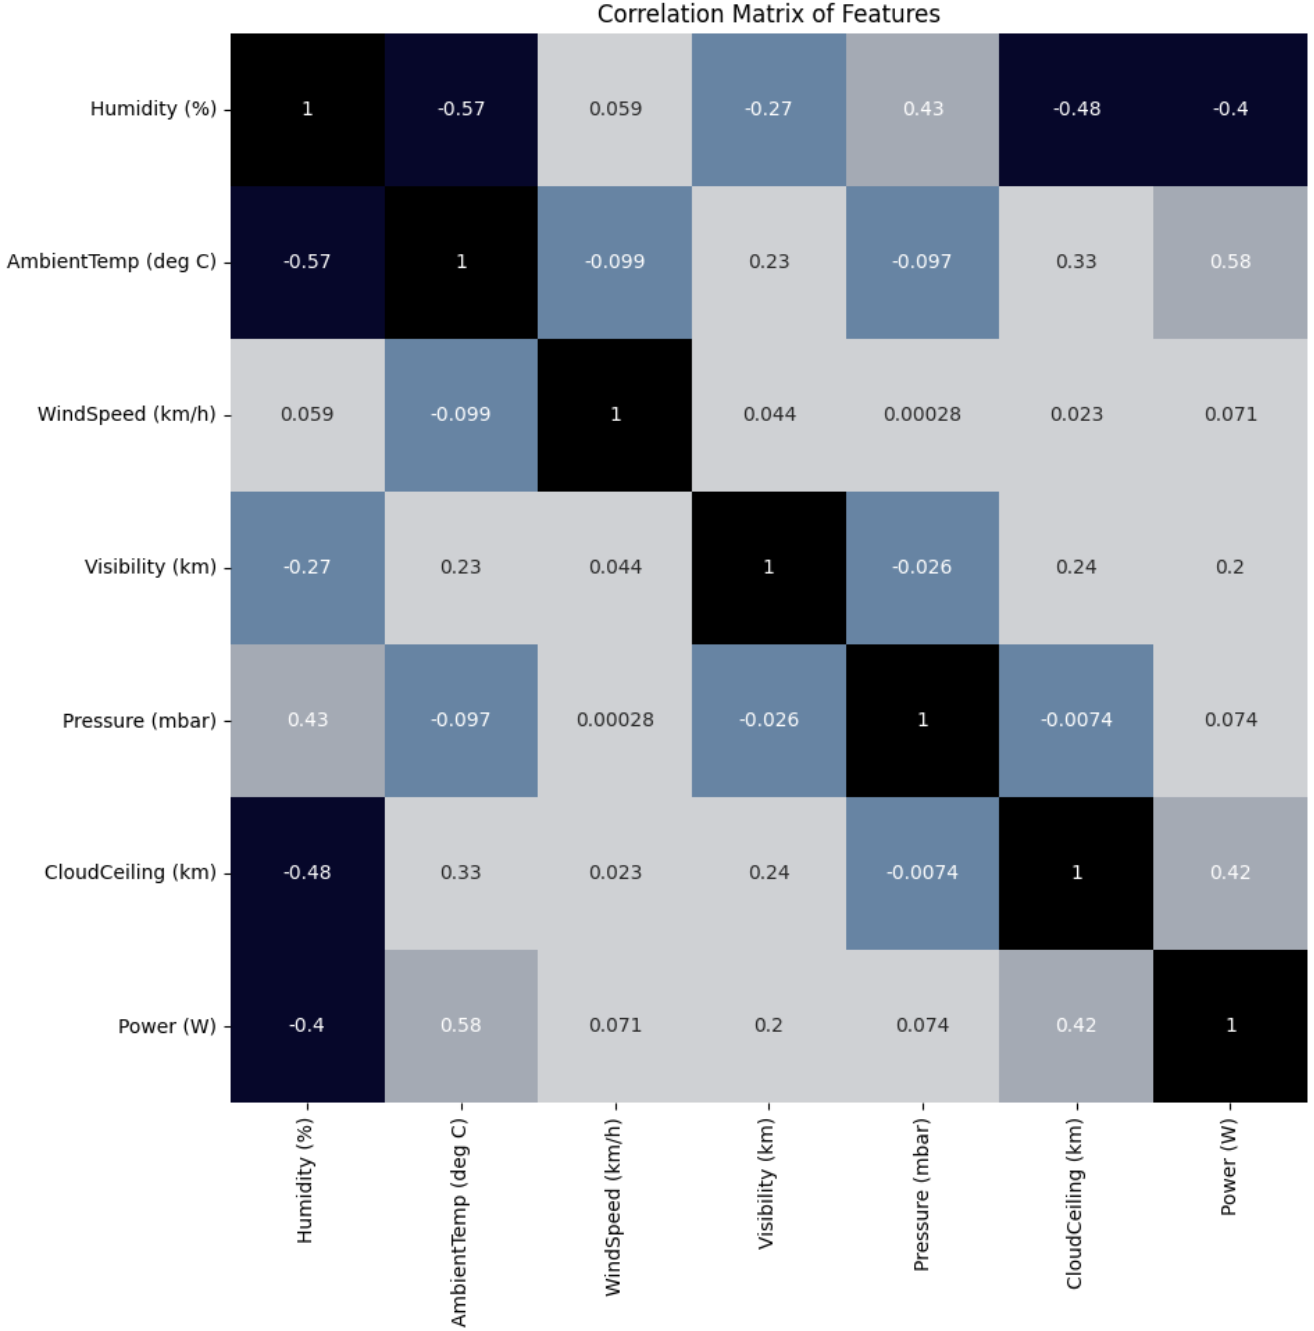 Correlation Matrix of Features
Humidity (%) 1 -0.57 0.059 -0.27 0.43 -0.48 -0.4
AmbientTemp (deg C) -0.57 1 -0.099 0.23 -0.097 0.33 0.58
WindSpeed (km/h) 0.059 -0.099 1 0.044 0.00028 0.023 0.071
Visibility (km) -0.27 0.23 0.044 1 -0.026 0.24 0.2
Pressure (mbar) 0.43 -0.097 0.00028 -0.026 1 -0.0074 0.074
CloudCeiling (km) -0.48 0.33 0.023 0.24 -0.0074 1 0.42
Power (W) -0.4 0.58 0.071 0.2 0.074 0.42 1
Humidity (%)
AmbientTemp (deg C)
WindSpeed (km/h)
Visibility (km)
Pressure (mbar)
CloudCeiling (km)
Power (W)